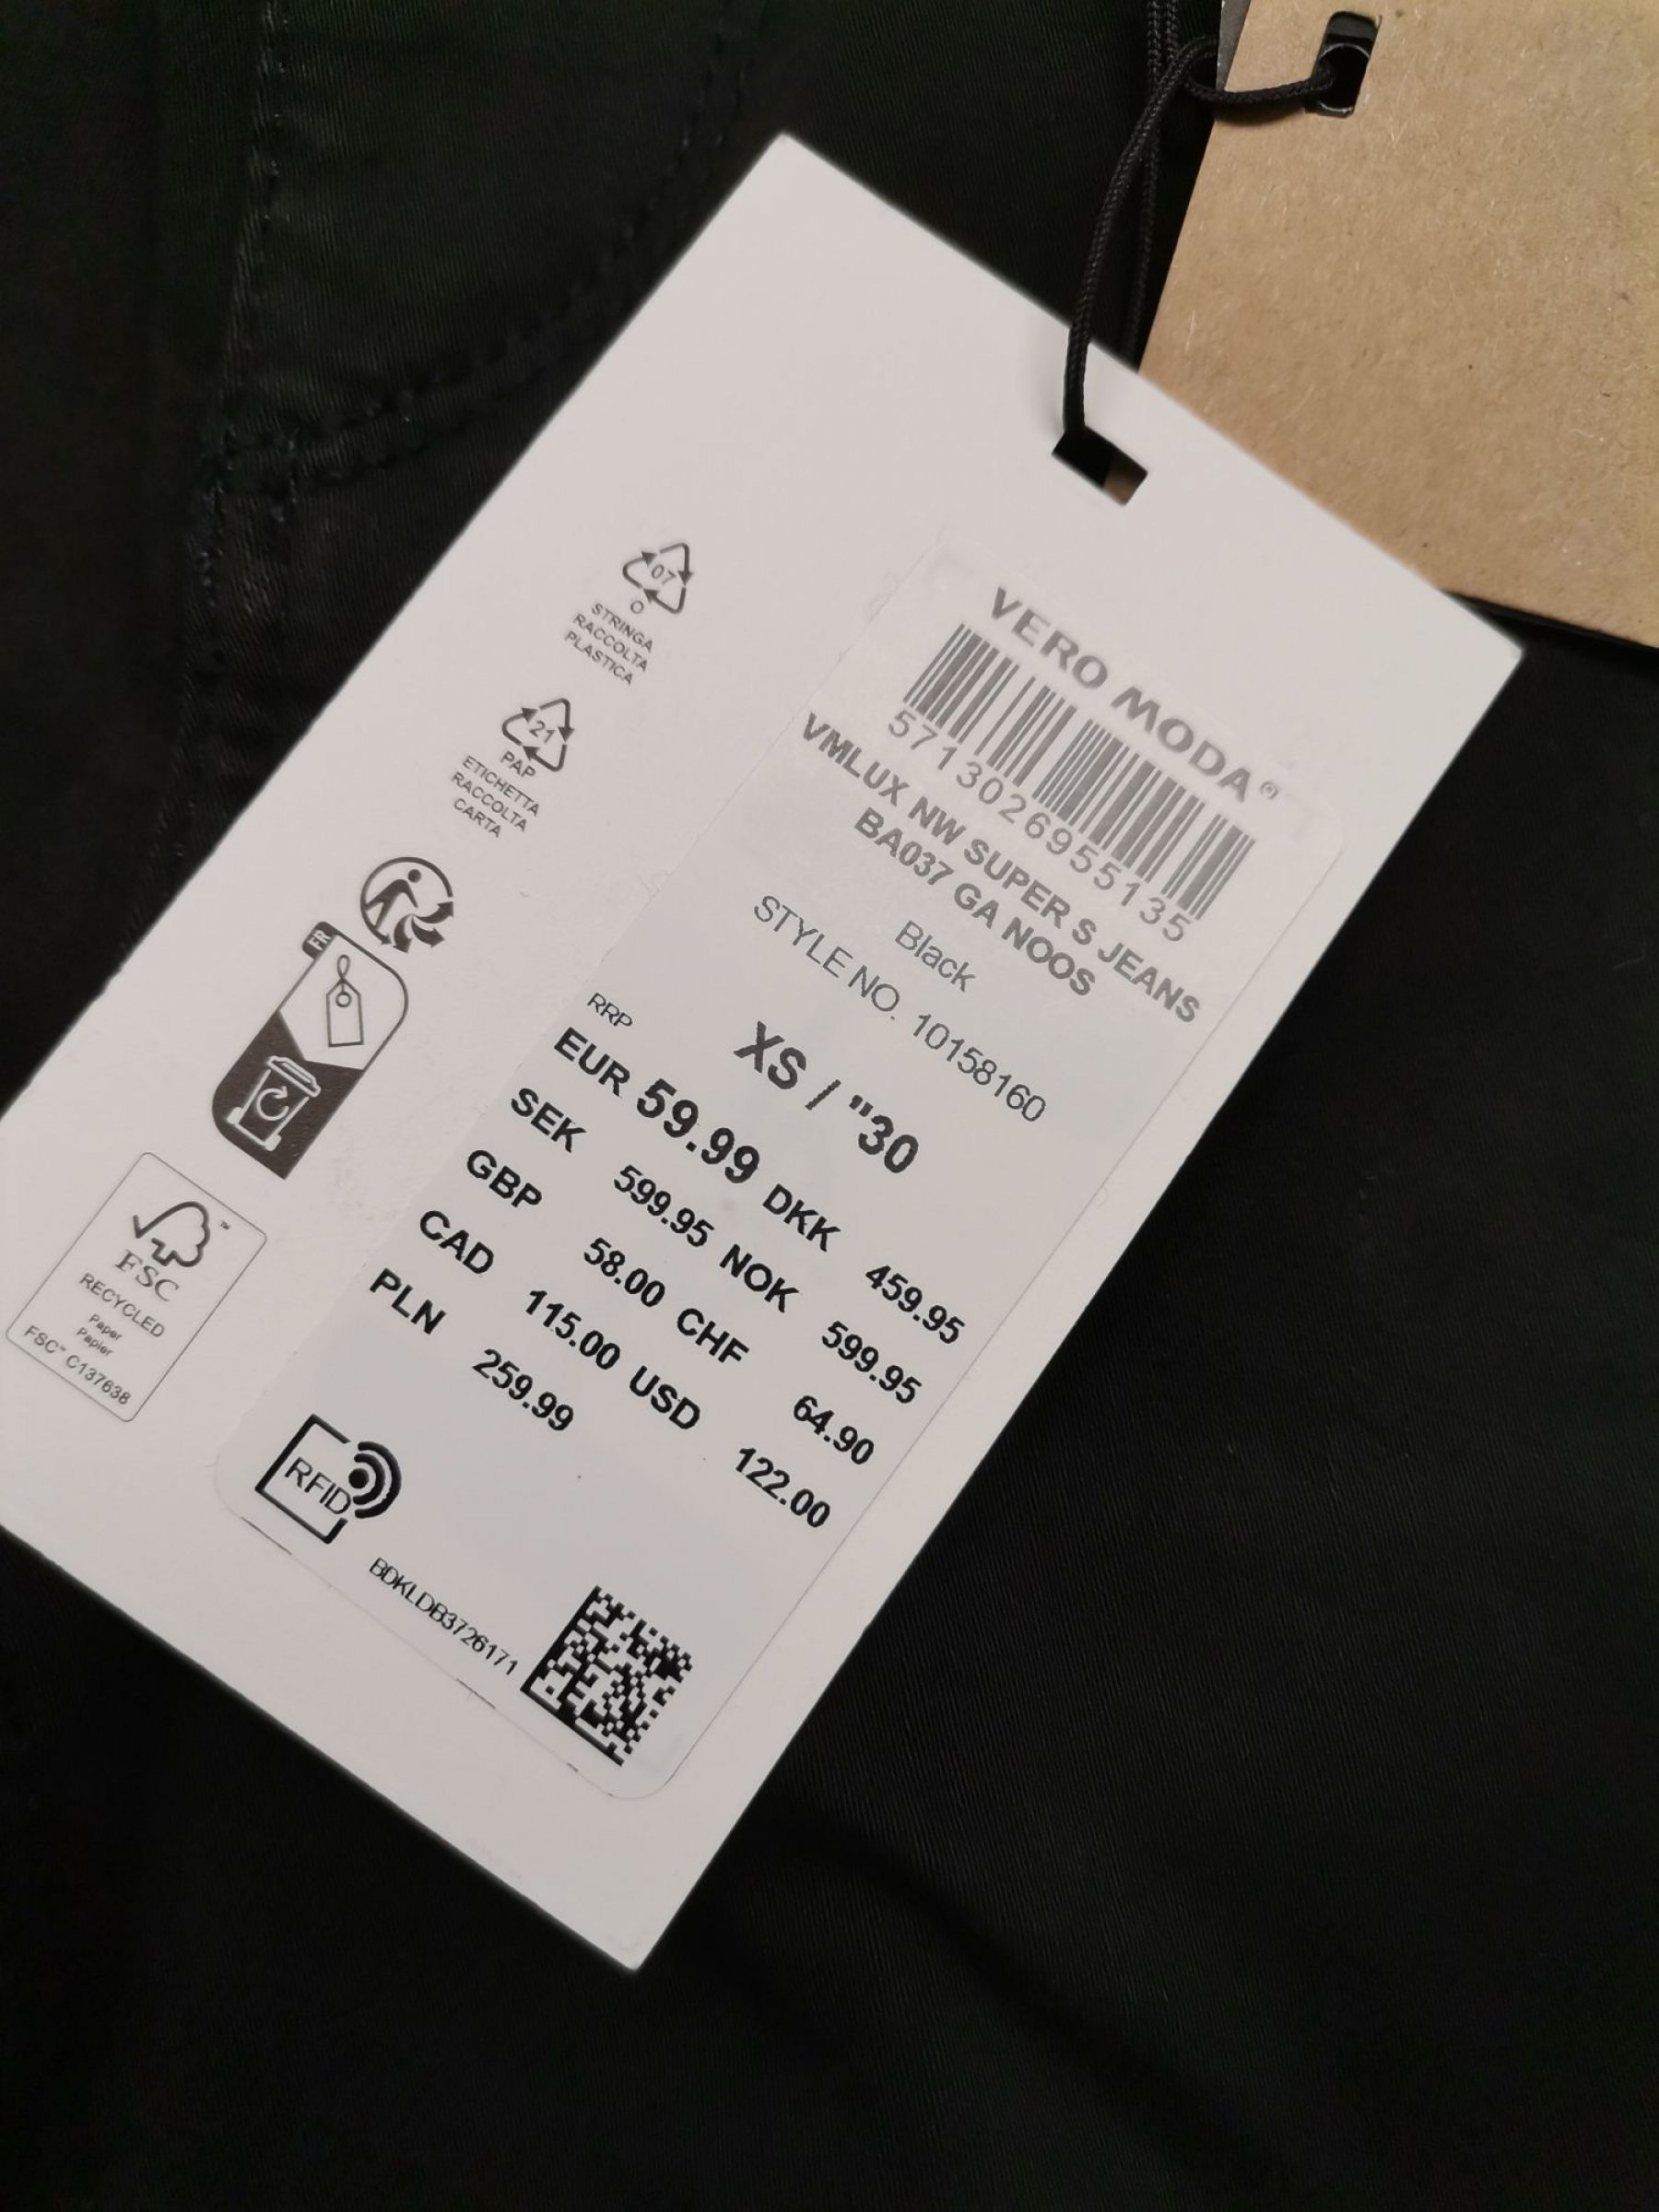 VERO MODA®
5713026955135
VMLUX NW SUPER S JEANS
BA037 GA NOOS
Black
STYLE NO. 10158160
XS / "30
RRP
EUR 59.99 DKK 459.95
SEK 599.95 NOK 599.95
GBP 58.00 CHF 64.90
CAD 115.00 USD 122.00
PLN 259.99
RFID
BDKLDB3726171
07
O
STRINGA
RACCOLTA
PLASTICA
21
PAP
ETICHETTA
RACCOLTA
CARTA
FR
FSC™
RECYCLED
Paper
Papier
FSC™ C137638